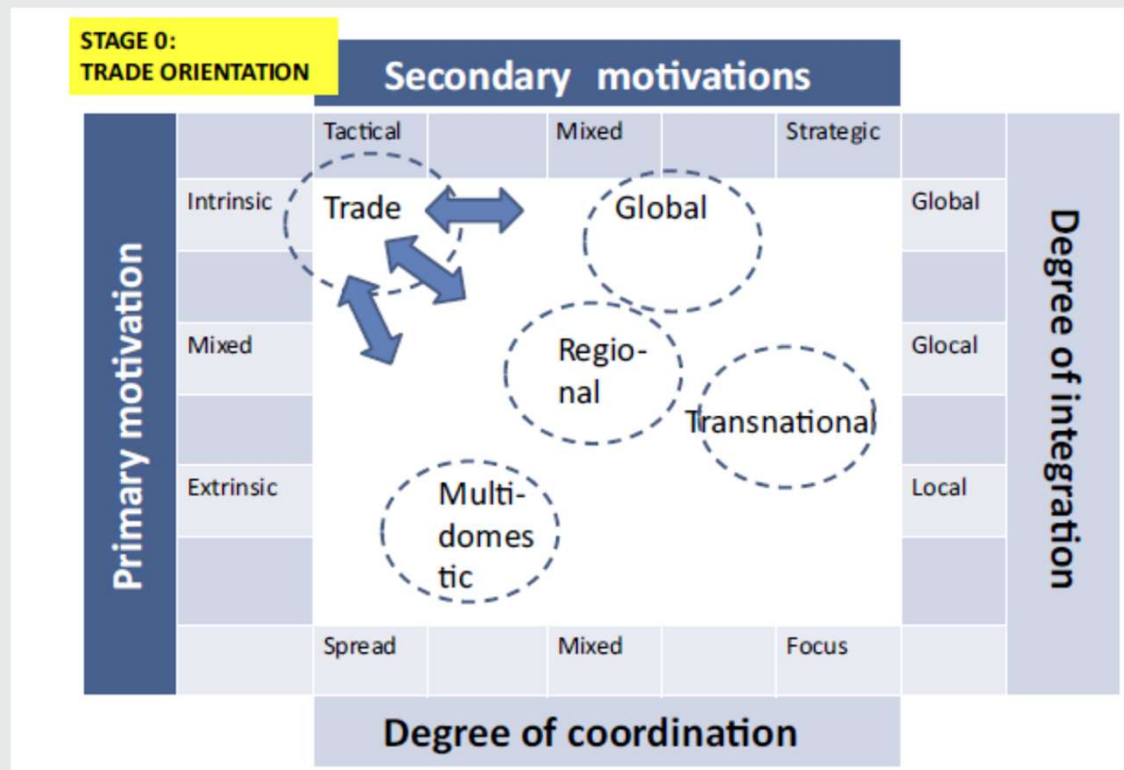 STAGE 0:
TRADE ORIENTATION
Secondary motivations
Tactical
Mixed
Strategic
Primary motivation
Intrinsic
Trade
Global
Global
Degree of integration
Mixed
Regio-
nal
Glocal
Transnational
Extrinsic
Multi-
domes
tic
Local
Spread
Mixed
Focus
Degree of coordination